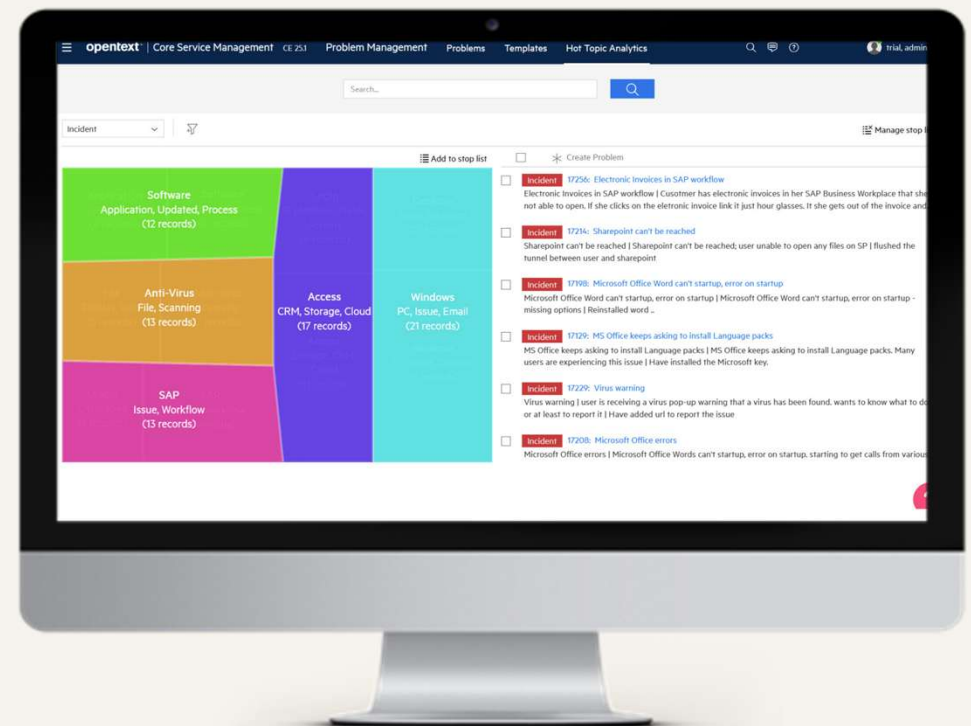 opentext™ | Core Service Management CE 25.1 Problem Management Problems Templates Hot Topic Analytics trial, admin
Search...
Incident
Manage stop
Add to stop list
Create Problem
Software
Application, Updated, Process
(12 records)
Anti-Virus
File, Scanning
(13 records)
SAP
Issue, Workflow
(13 records)
Access
CRM, Storage, Cloud
(17 records)
Windows
PC, Issue, Email
(21 records)
Incident 17256: Electronic Invoices in SAP workflow
Electronic Invoices in SAP workflow | Cusotmer has electronic invoices in her SAP Business Workplace that she
not able to open. If she clicks on the eletronic invoice link it just hour glasses. It she gets out of the invoice and
Incident 17214: Sharepoint can't be reached
Sharepoint can't be reached | Sharepoint can't be reached; user unable to open any files on SP | flushed the
tunnel between user and sharepoint
Incident 17198: Microsoft Office Word can't startup, error on startup
Microsoft Office Word can't startup, error on startup | Microsoft Office Word can't startup, error on startup -
missing options | Reinstalled word ..
Incident 17129: MS Office keeps asking to install Language packs
MS Office keeps asking to install Language packs | MS Office keeps asking to install Language packs. Many
users are experiencing this issue | Have installed the Microsoft key.
Incident 17229: Virus warning
Virus warning | user is receiving a virus pop-up warning that a virus has been found. wants to know what to do
or at least to report it | Have added url to report the issue
Incident 17208: Microsoft Office errors
Microsoft Office errors | Microsoft Office Words can't startup, error on startup. starting to get calls from various